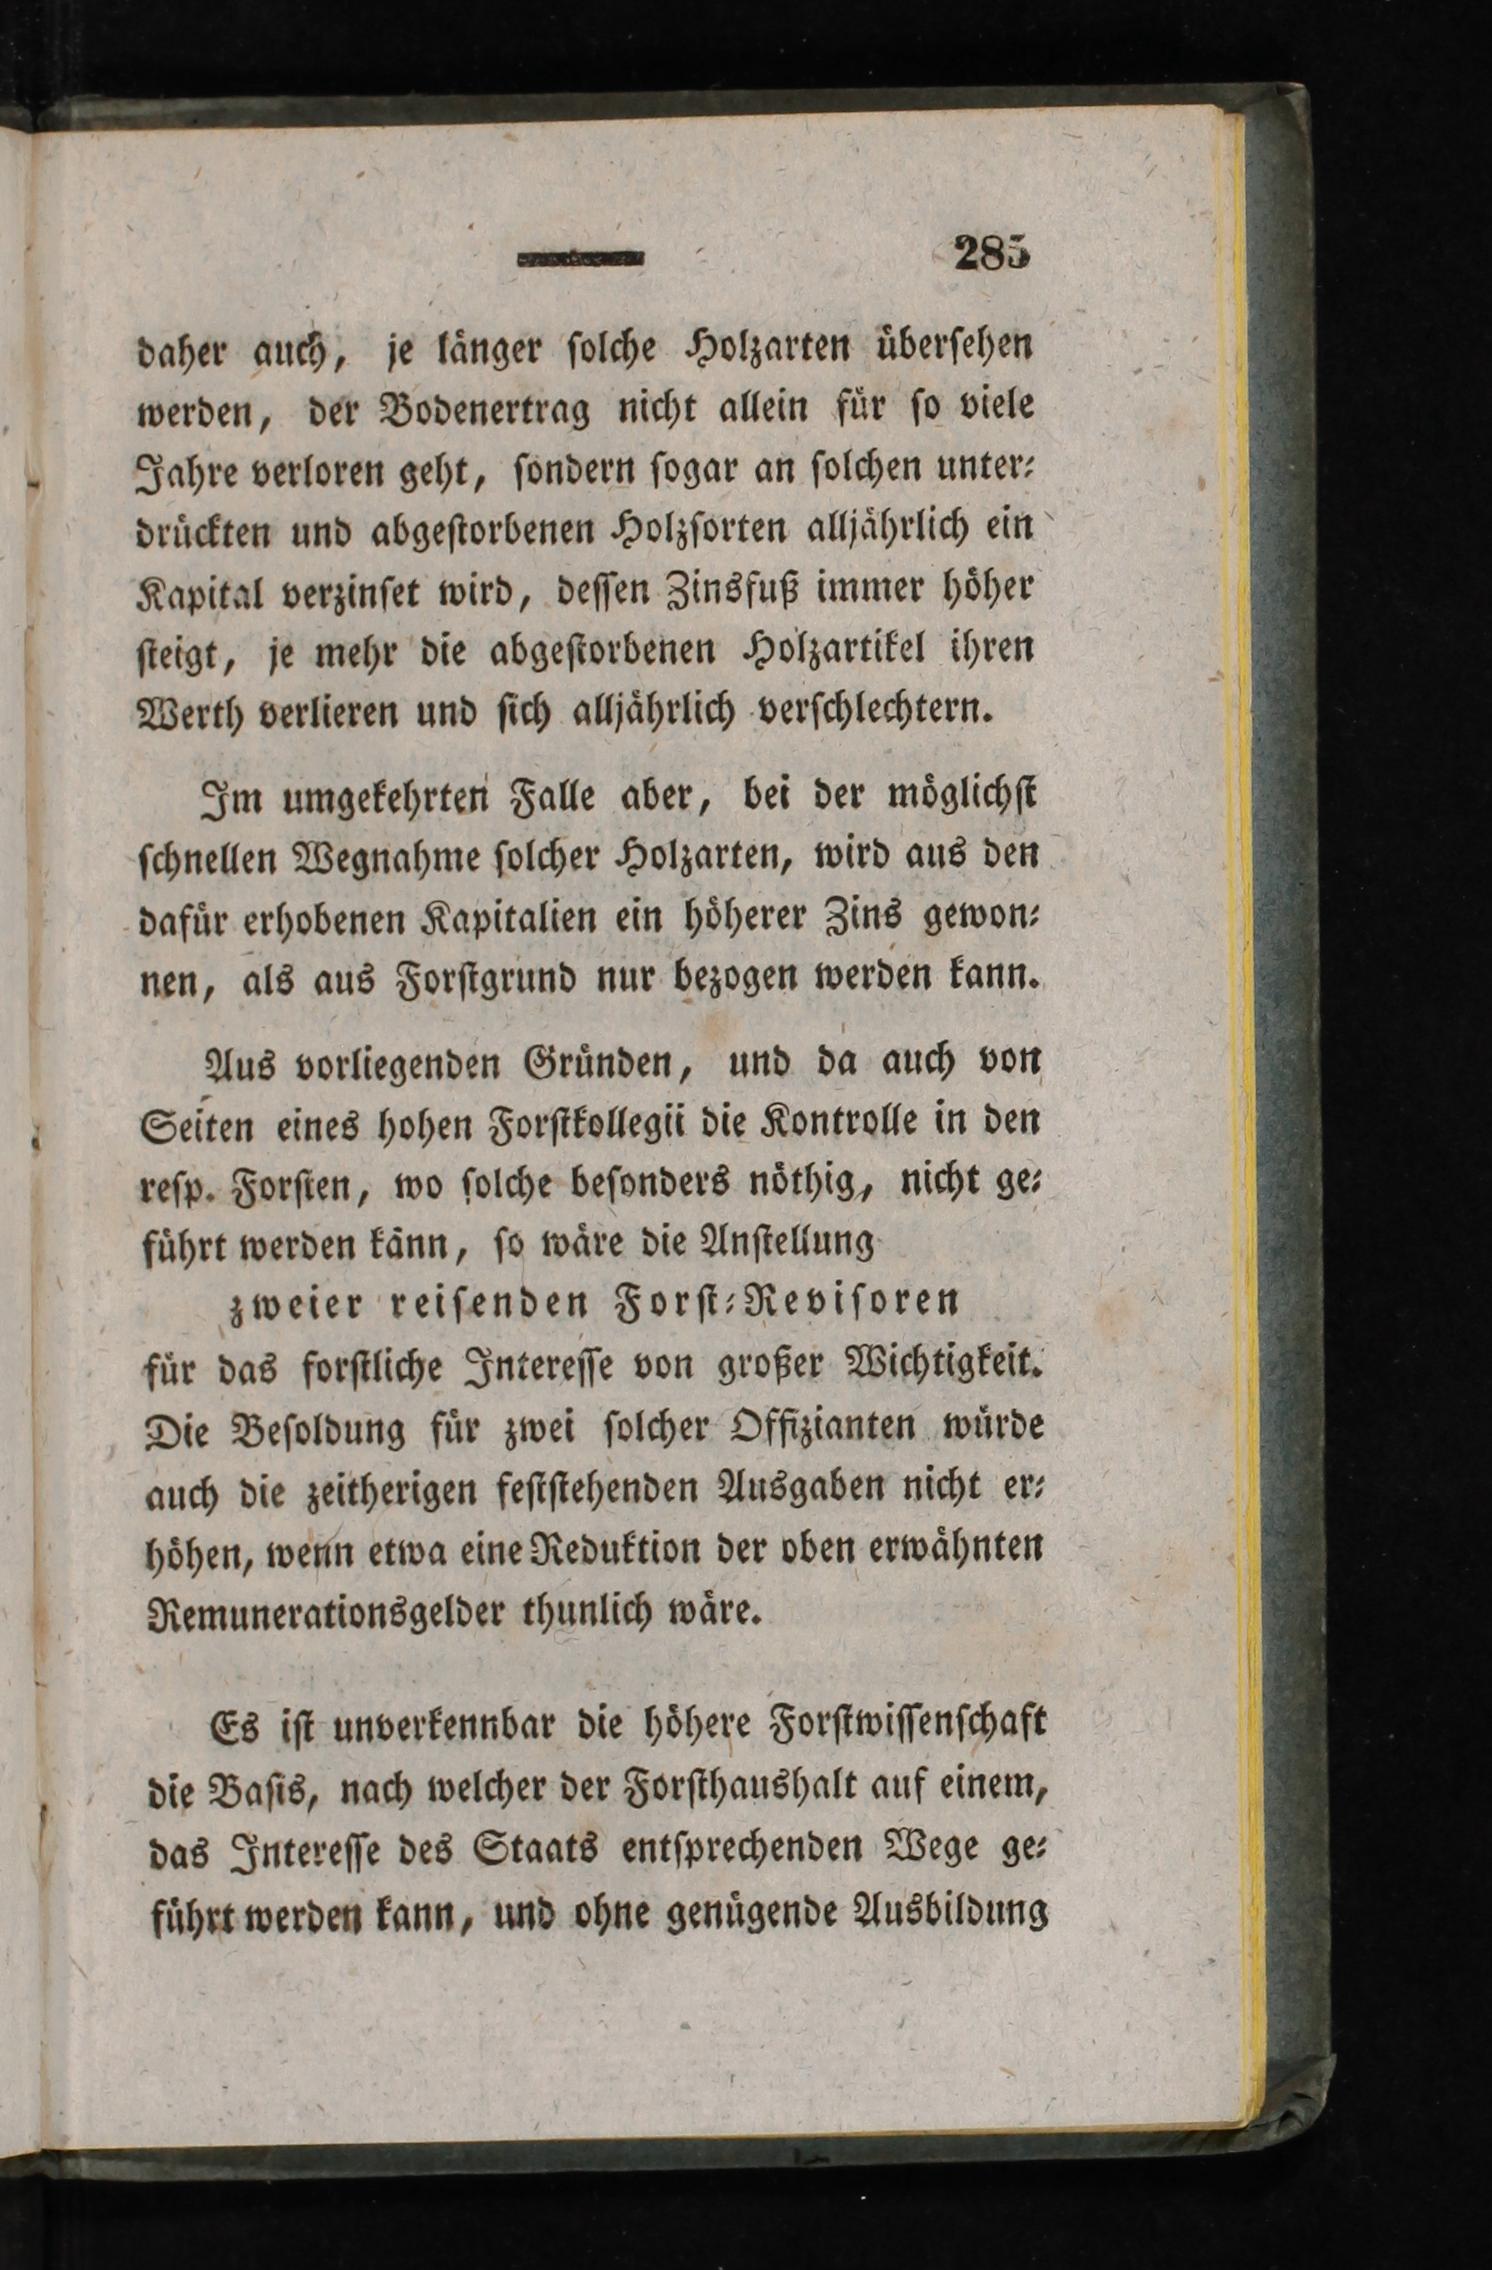 285
daher auch, je länger ſolche Holzarten überſehen
werden, der Bodenertrag nicht allein für ſo viele
Jahre verloren geht, ſondern ſogar an ſolchen unter⸗
drückten und abgeſtorbenen Holzſorten alljährlich ein
Kapital verzinſet wird, deſſen Zinsfuß immer höher
ſteigt, je mehr die abgeſtorbenen Holzartikel ihren
Werth verlieren und ſich alljährlich verſchlechtern.
Im umgekehrten Falle aber, bei der möglichſt
ſchnellen Wegnahme ſolcher Holzarten, wird aus den
dafür erhobenen Kapitalien ein höherer Zins gewon⸗
nen, als aus Forſtgrund nur bezogen werden kann.
Aus vorliegenden Gründen, und da auch von
Seiten eines hohen Forſtkollegii die Kontrolle in den
reſp. Forſten, wo ſolche beſonders nöthig, nicht ge⸗
führt werden känn, ſo wäre die Anſtellung
zweier reiſenden Forſt⸗Reviſoren
für das forſtliche Intereſſe von großer Wichtigkeit.
Die Beſoldung für zwei ſolcher Offizianten würde
auch die zeitherigen feſtſtehenden Ausgaben nicht er⸗
höhen, wenn etwa eine Reduktion der oben erwähnten
Remunerationsgelder thunlich wäre.
Es iſt unverkennbar die höhere Forſtwiſſenſchaft
die Baſis, nach welcher der Forſthaushalt auf einem,
das Intereſſe des Staats entſprechenden Wege ge⸗
führt werden kann, und ohne genügende Ausbildung